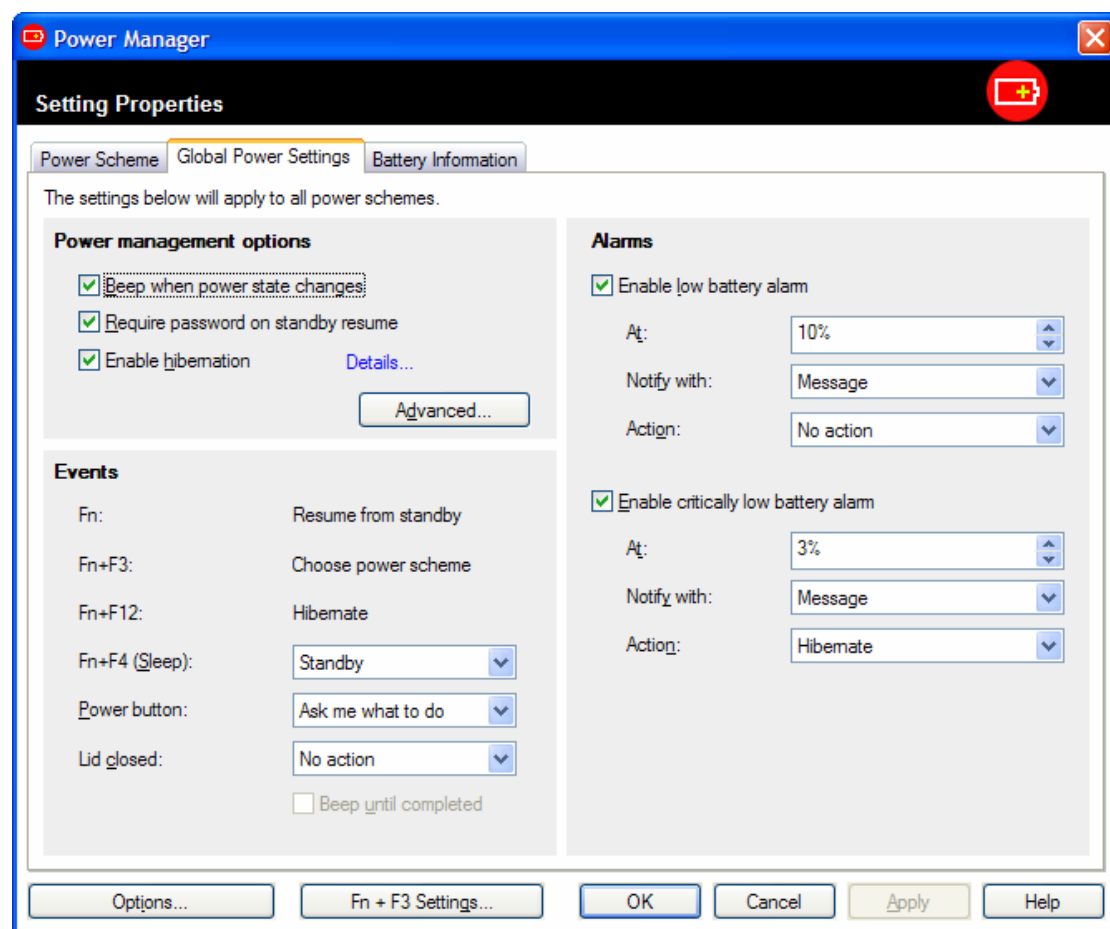 Power Manager
Setting Properties
Power Scheme
Global Power Settings
Battery Information
The settings below will apply to all power schemes.
Power management options
Beep when power state changes
Require password on standby resume
Enable hibernation Details...
Advanced...
Events
Fn: Resume from standby
Fn+F3: Choose power scheme
Fn+F12: Hibernate
Fn+F4 (Sleep): Standby
Power button: Ask me what to do
Lid closed: No action
Beep until completed
Alarms
Enable low battery alarm
At: 10%
Notify with: Message
Action: No action
Enable critically low battery alarm
At: 3%
Notify with: Message
Action: Hibernate
Options...
Fn + F3 Settings...
OK
Cancel
Apply
Help